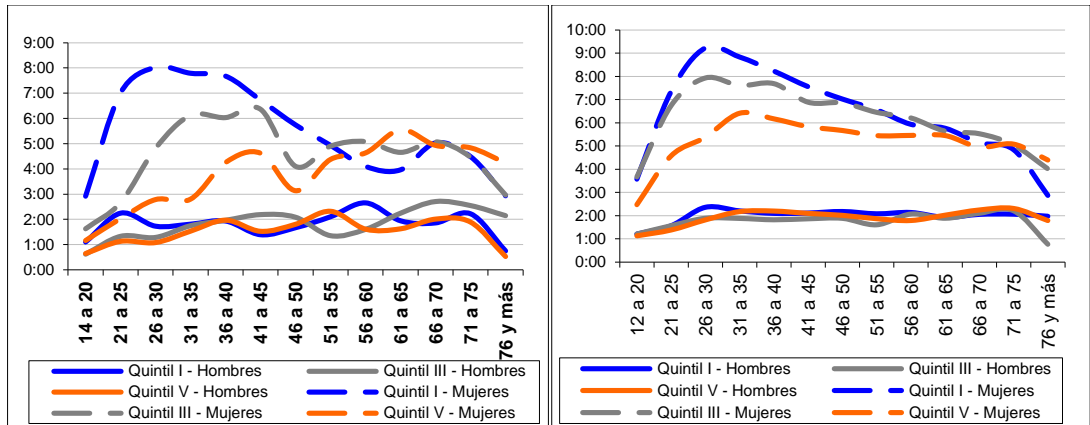 9:00
8:00
7:00
6:00
5:00
4:00
3:00
2:00
1:00
0:00
14 a 20
21 a 25
26 a 30
31 a 35
36 a 40
41 a 45
46 a 50
51 a 55
56 a 60
61 a 65
66 a 70
71 a 75
76 y más
Quintil I - Hombres
Quintil III - Hombres
Quintil V - Hombres
Quintil I - Mujeres
Quintil III - Mujeres
Quintil V - Mujeres
10:00
9:00
8:00
7:00
6:00
5:00
4:00
3:00
2:00
1:00
0:00
12 a 20
21 a 25
26 a 30
31 a 35
36 a 40
41 a 45
46 a 50
51 a 55
56 a 60
61 a 65
66 a 70
71 a 75
76 y más
Quintil I - Hombres
Quintil III - Hombres
Quintil V - Hombres
Quintil I - Mujeres
Quintil III - Mujeres
Quintil V - Mujeres